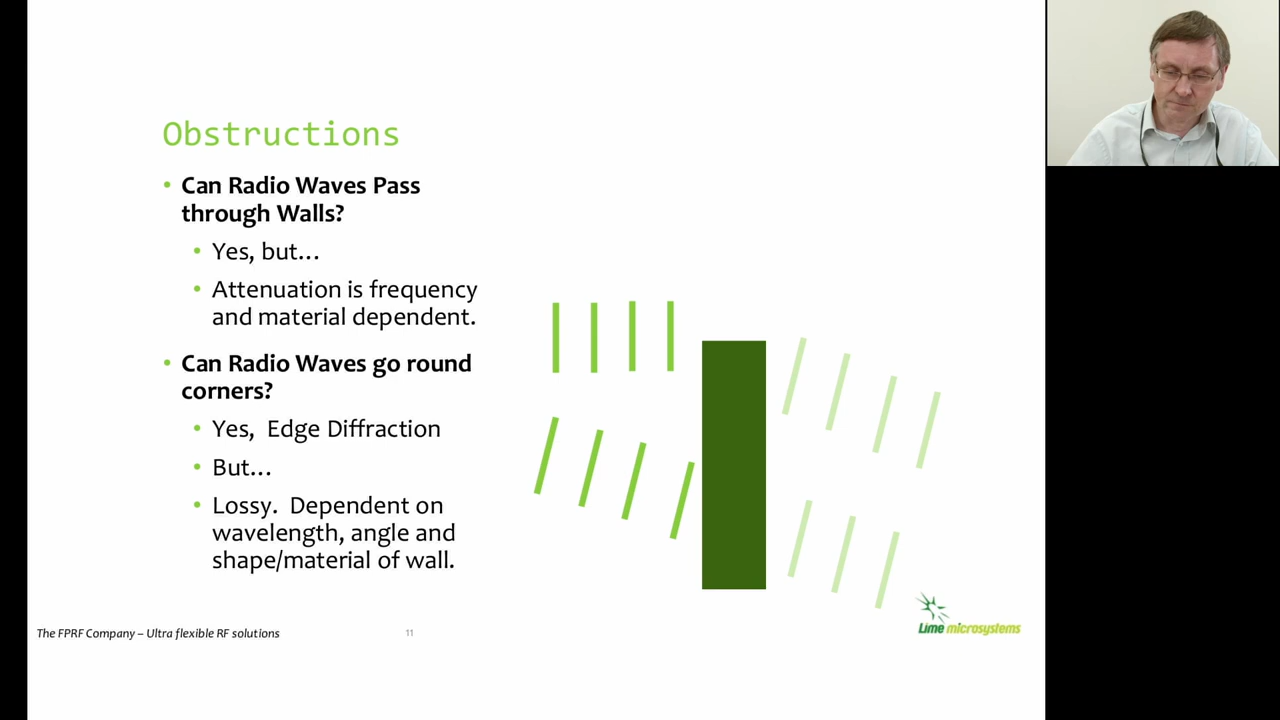 Obstructions
• Can Radio Waves Pass
through Walls?
• Yes, but…
• Attenuation is frequency
and material dependent.
• Can Radio Waves go round
corners?
• Yes,  Edge Diffraction
• But…
• Lossy.  Dependent on
wavelength, angle and
shape/material of wall.
The FPRF Company – Ultra flexible RF solutions
11
Lime microsystems